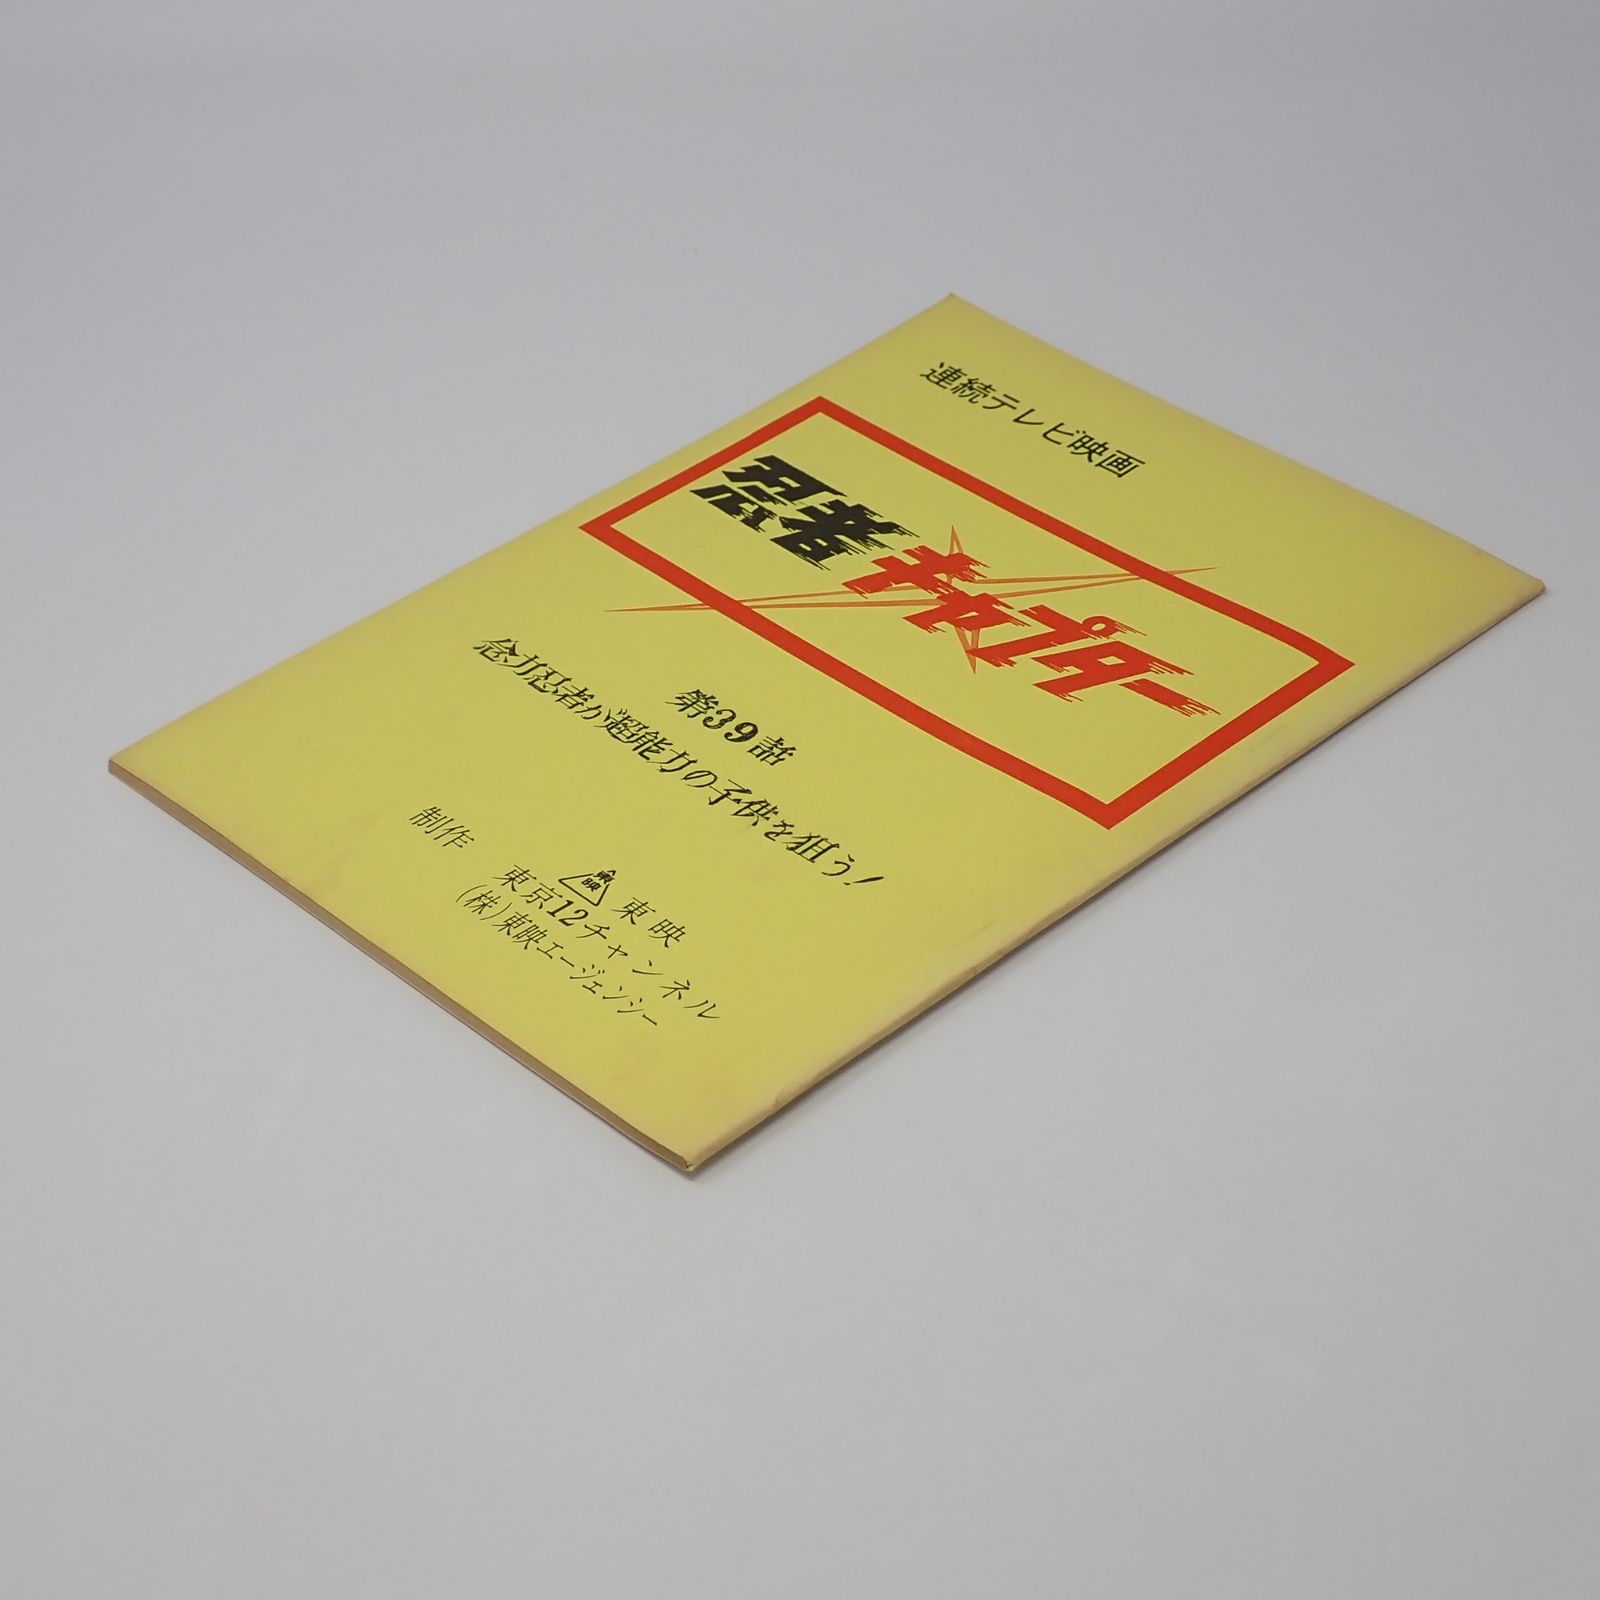 連続テレビ映画
忍者キャプター
第39話
念力忍者が超能力の子供を狙う!
制作
東映 東映
東京12チャンネル
(株)東映エージェンシー